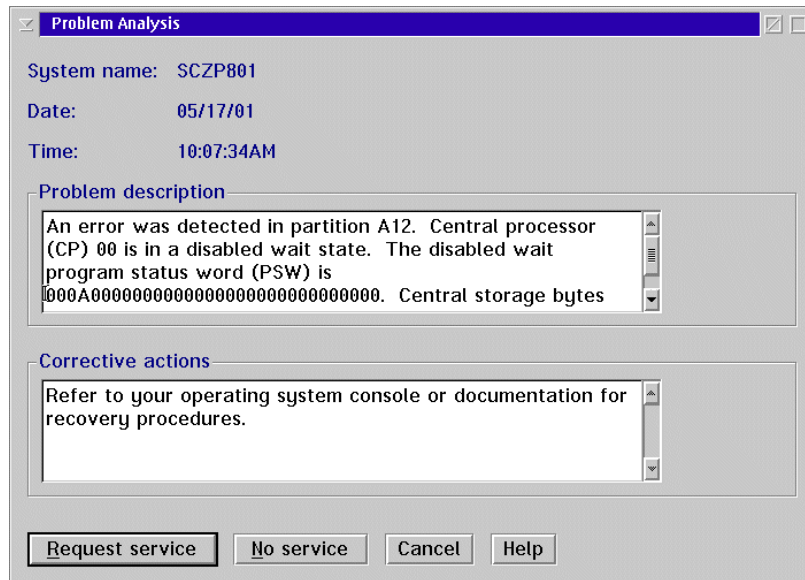 Problem Analysis
System name: SCZP801
Date: 05/17/01
Time: 10:07:34AM
Problem description
An error was detected in partition A12. Central processor
(CP) 00 is in a disabled wait state. The disabled wait
program status word (PSW) is
000A0000000000000000000000000000. Central storage bytes
Corrective actions
Refer to your operating system console or documentation for
recovery procedures.
Request service No service Cancel Help